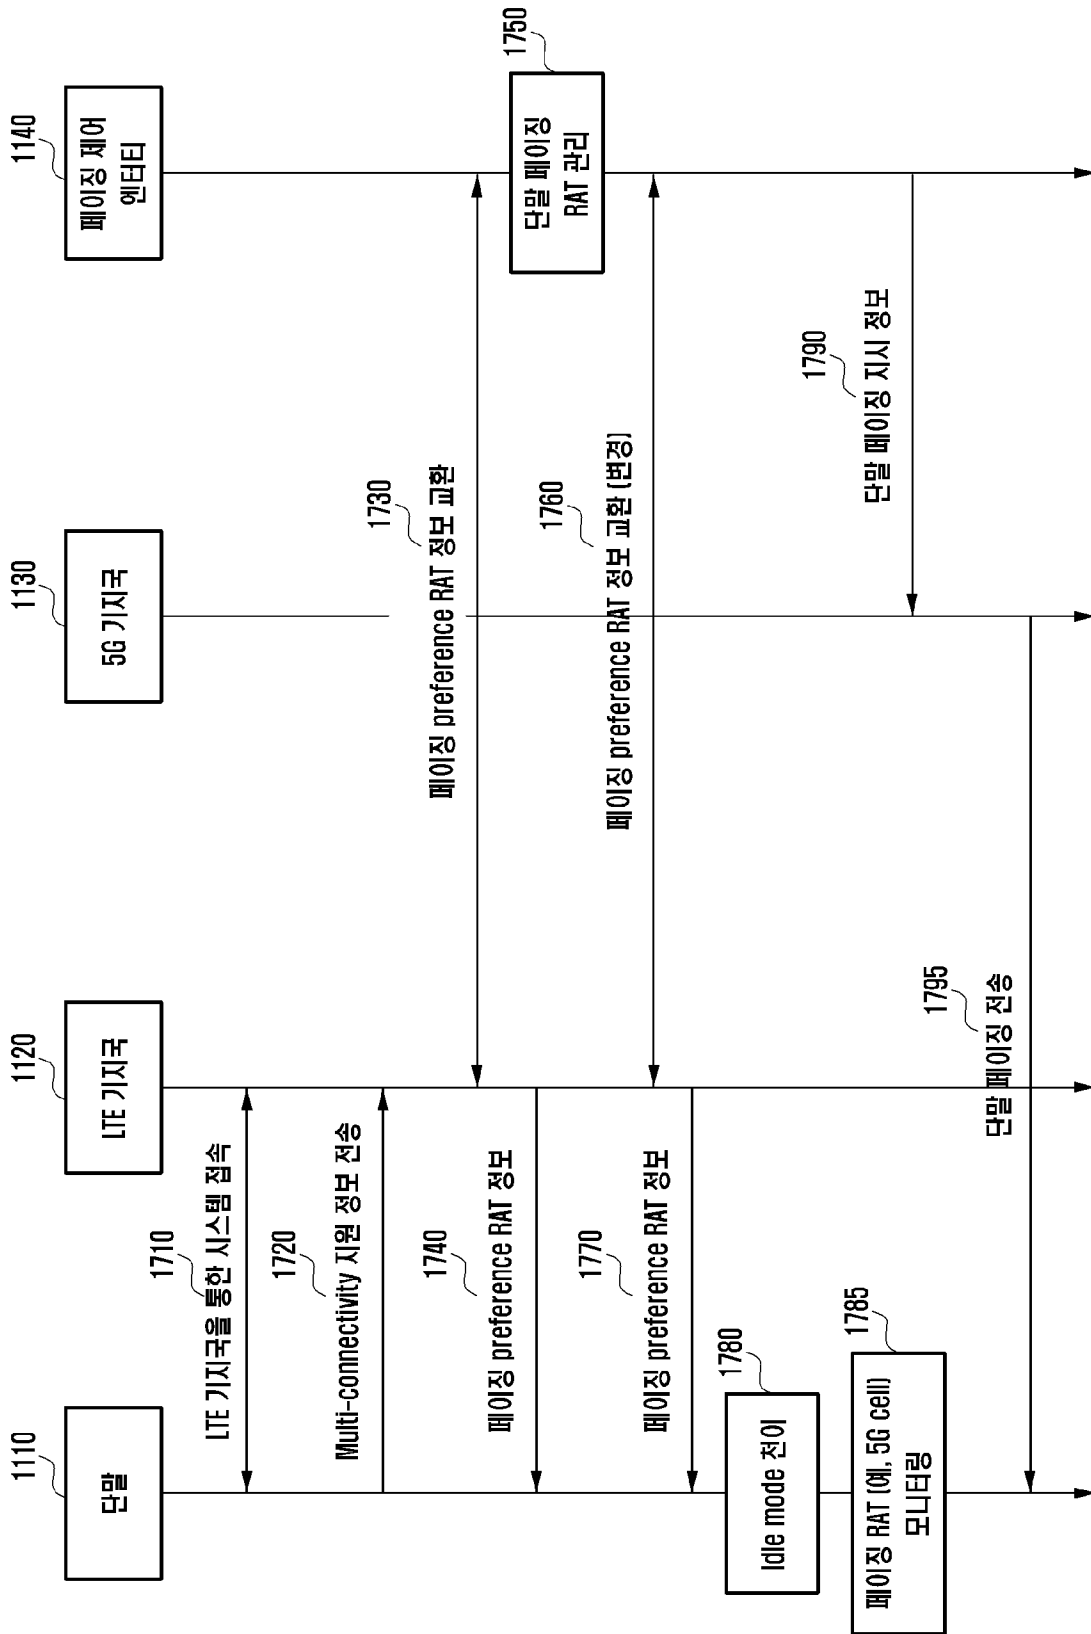 1110
단말
1120
LTE 기지국
1130
5G 기지국
1140
페이징 제어
엔터티
1710
LTE 기지국을 통한 시스템 접속
1720
Multi-connectivity 지원 정보 전송
1730
페이징 preference RAT 정보 교환
1740
페이징 preference RAT 정보
1750
단말 페이징
RAT 관리
1760
페이징 preference RAT 정보 교환 (변경)
1770
페이징 preference RAT 정보
1780
Idle mode 천이
1785
페이징 RAT (예, 5G cell)
모니터링
1790
단말 페이징 지시 정보
1795
단말 페이징 전송